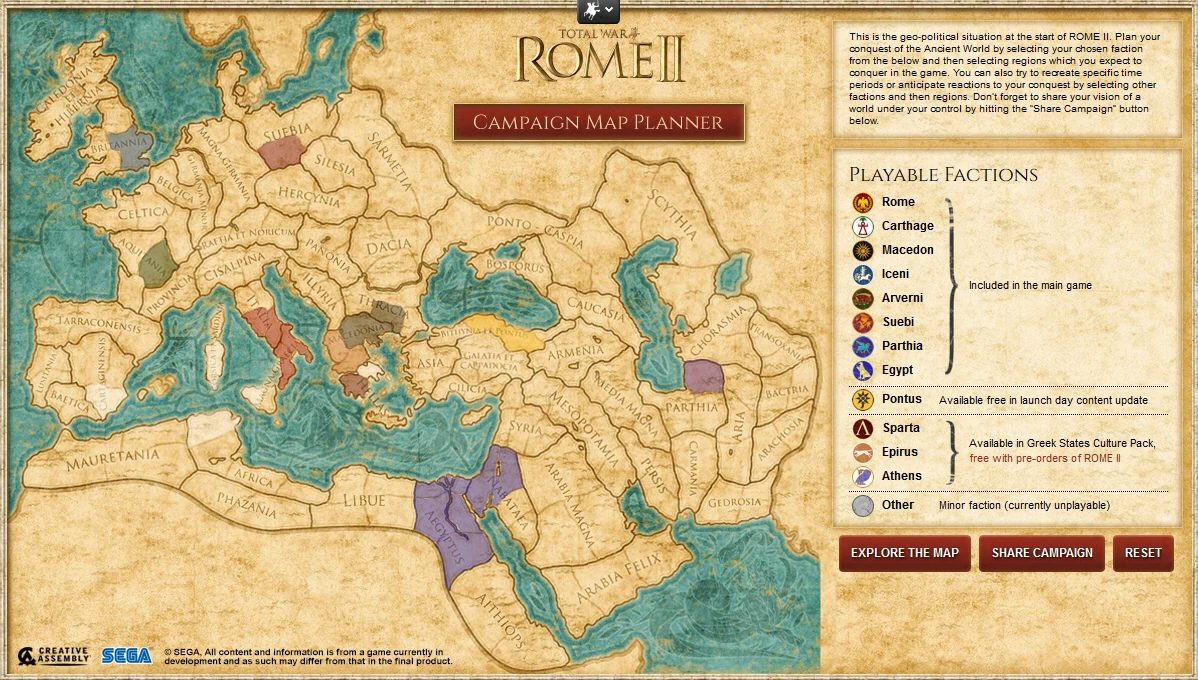 TOTAL WAR
ROME II
CAMPAIGN MAP PLANNER
This is the geo-political situation at the start of ROME II. Plan your
conquest of the Ancient World by selecting your chosen faction
from the below and then selecting regions which you expect to
conquer in the game. You can also try to recreate specific time
periods or anticipate reactions to your conquest by selecting other
factions and then regions. Don't forget to share your vision of a
world under your control by hitting the "Share Campaign" button
below.
PLAYABLE FACTIONS
Rome
Carthage
Macedon
Iceni
Arverni
Suebi
Parthia
Egypt
Included in the main game
Pontus Available free in launch day content update
Sparta
Epirus
Athens
Available in Greek States Culture Pack,
free with pre-orders of ROME II
Other Minor faction (currently unplayable)
EXPLORE THE MAP
SHARE CAMPAIGN
RESET
CALEDONIA
HIBERNIA
BRITANNIA
MAGNA GERMANIA
SUEBIA
SILESIA
SARMETIA
HERCYNIA
BELGICA
CELTICA
RAETIA ET NORICUM
PANONIA
DACIA
CISALPINA
PROVINCIA
ILLYRIA
THRACIA
PONTO
CASPIA
SCYTHIA
BOSPORUS
CAUCASIA
CHORASMIA
TARRACONENSIS
LUSITANIA
CARTHAGINENSIS
BAETICA
BITHYNIA ET PONTUS
ASIA
GALATIA ET
CAPPADOCIA
ARMENIA
CILICIA
MEDIA MAGNA
MESOPOTAMIA
PARTHIA
BACTRIA
ARIA
ARACHOSIA
SYRIA
PERSIS
CARMANIA
GEDROSIA
MAURETANIA
AFRICA
PHAZANIA
LIBUE
AEGYPTUS
NABATAEA
ARABIA MAGNA
ARABIA FELIX
AITHIOPS
CREATIVE
ASSEMBLY
SEGA
© SEGA. All content and information is from a game currently in
development and as such may differ from that in the final product.